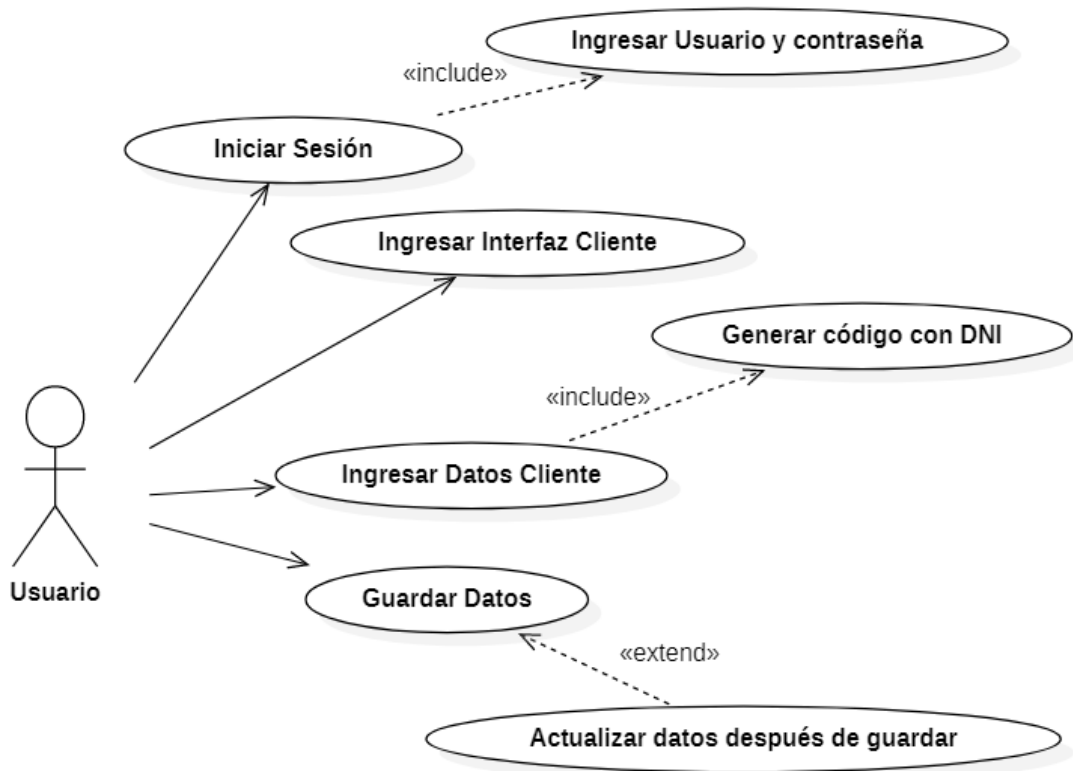 Ingresar Usuario y contraseña
«include»
Iniciar Sesión
Ingresar Interfaz Cliente
Generar código con DNI
«include»
Ingresar Datos Cliente
Usuario
Guardar Datos
«extend»
Actualizar datos después de guardar